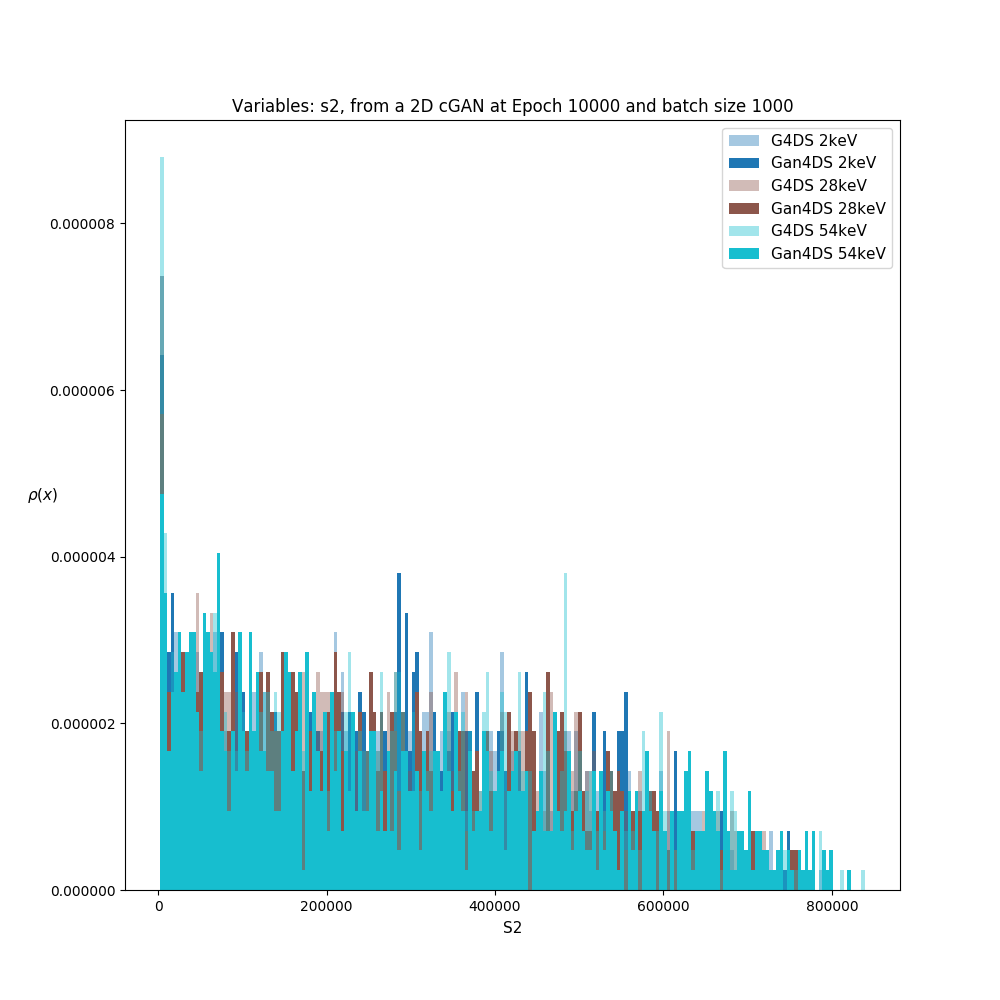 Variables: s2, from a 2D cGAN at Epoch 10000 and batch size 1000
G4DS 2keV
Gan4DS 2keV
G4DS 28keV
Gan4DS 28keV
G4DS 54keV
Gan4DS 54keV
0.000008
0.000006
ρ(x)
0.000004
0.000002
0.000000
0 200000 400000 600000 800000
S2